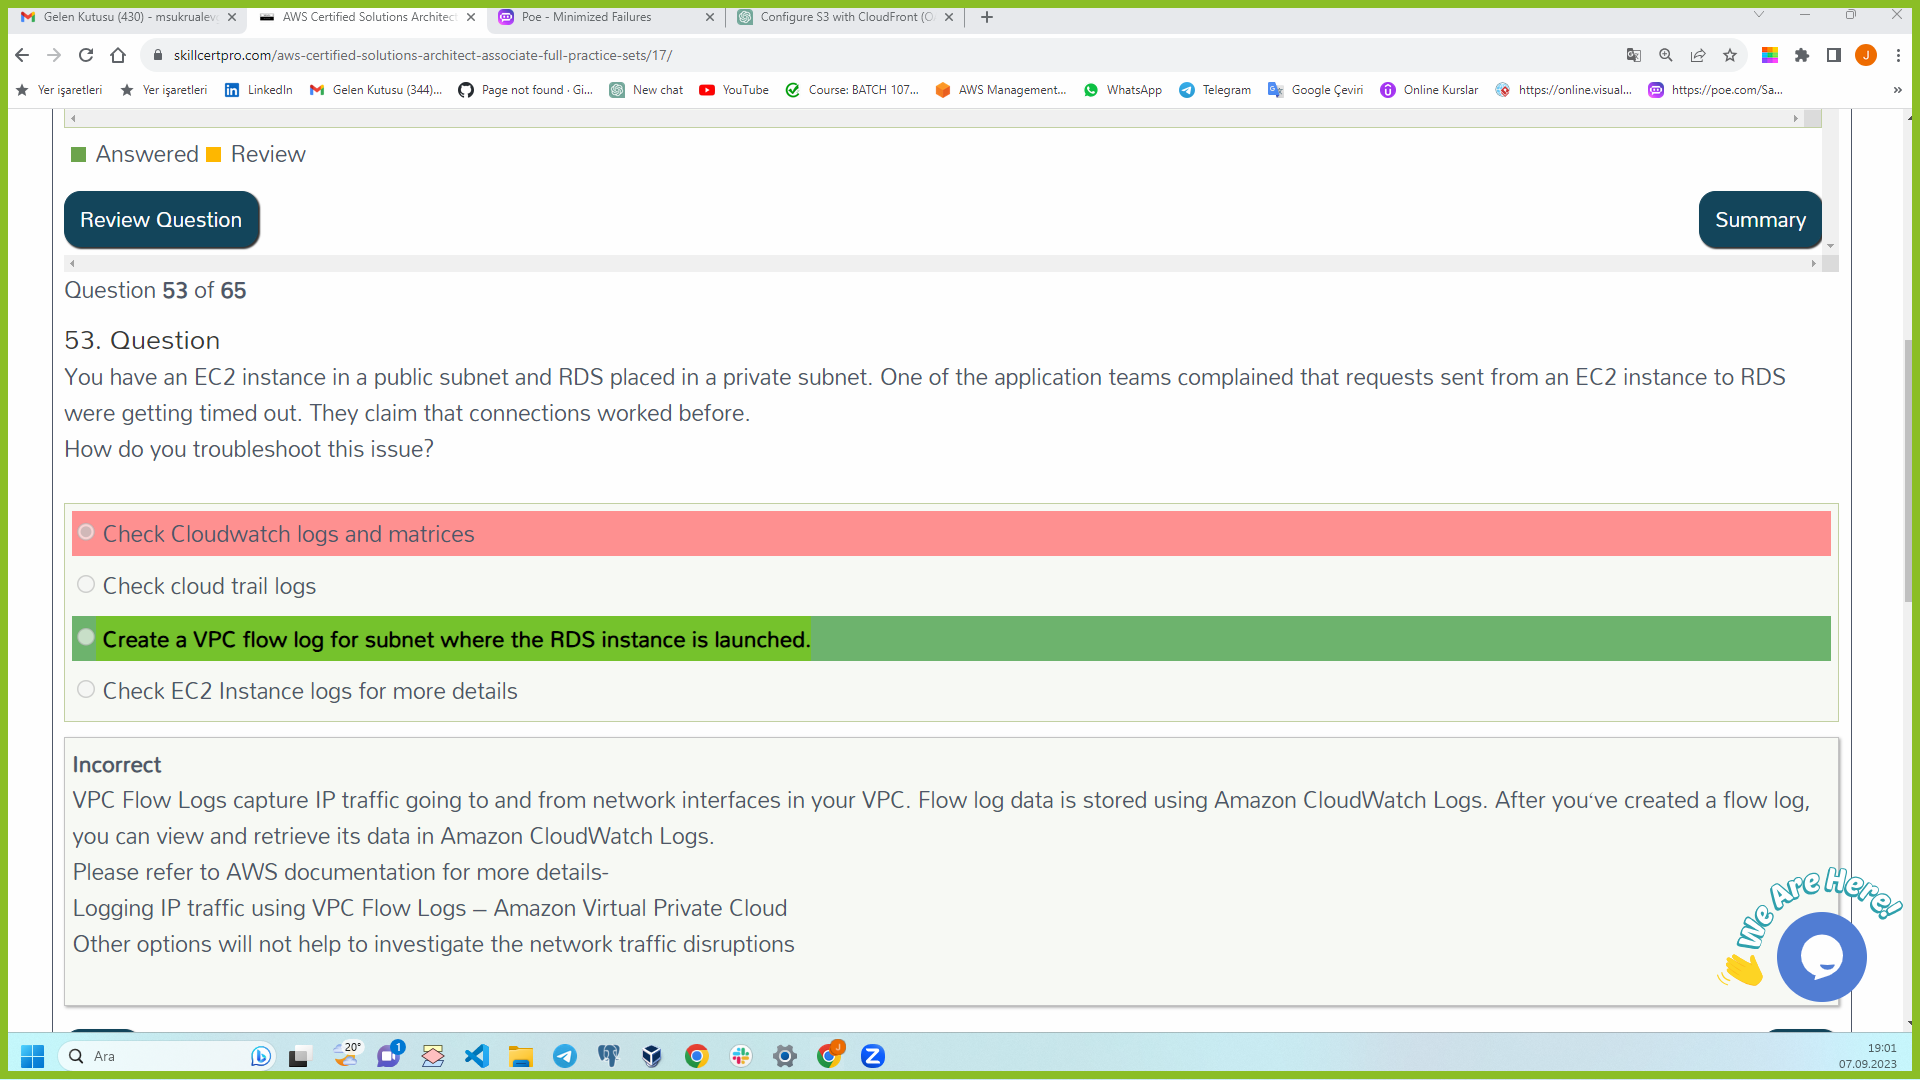 Gelen Kutusu (430) - msukrualev
AWS Certified Solutions Architect
Poe - Minimized Failures
Configure S3 with CloudFront (O
skillcertpro.com/aws-certified-solutions-architect-associate-full-practice-sets/17/
J
Yer işaretleri
Yer işaretleri
LinkedIn
Gelen Kutusu (344)...
Page not found · Gi...
New chat
YouTube
Course: BATCH 107...
AWS Management...
WhatsApp
Telegram
Google Çeviri
Online Kurslar
https://online.visual...
https://poe.com/Sa...
»
Answered Review
Review Question
Summary
Question 53 of 65
53. Question
You have an EC2 instance in a public subnet and RDS placed in a private subnet. One of the application teams complained that requests sent from an EC2 instance to RDS
were getting timed out. They claim that connections worked before.
How do you troubleshoot this issue?
Check Cloudwatch logs and matrices
Check cloud trail logs
Create a VPC flow log for subnet where the RDS instance is launched.
Check EC2 Instance logs for more details
Incorrect
VPC Flow Logs capture IP traffic going to and from network interfaces in your VPC. Flow log data is stored using Amazon CloudWatch Logs. After you‘ve created a flow log,
you can view and retrieve its data in Amazon CloudWatch Logs.
Please refer to AWS documentation for more details-
Logging IP traffic using VPC Flow Logs – Amazon Virtual Private Cloud
Other options will not help to investigate the network traffic disruptions
We Are Here!
Ara
20°
1
J
Z
19:01
07.09.2023